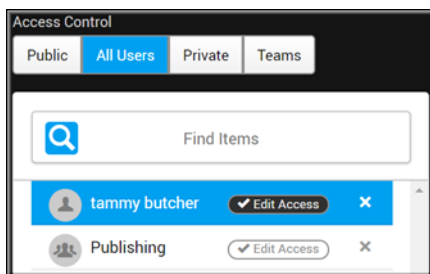 Access Control
Public All Users Private Teams
Find Items
tammy butcher Edit Access
Publishing Edit Access